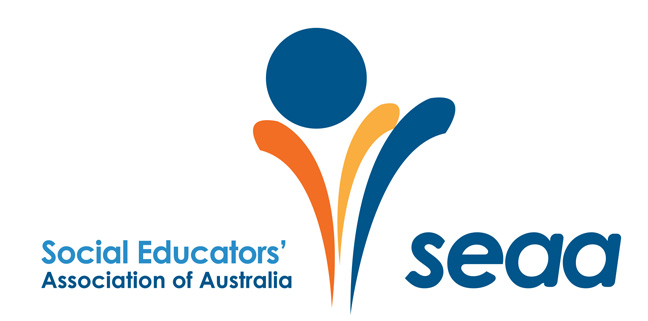 Social Educators’
Association of Australia
seaa